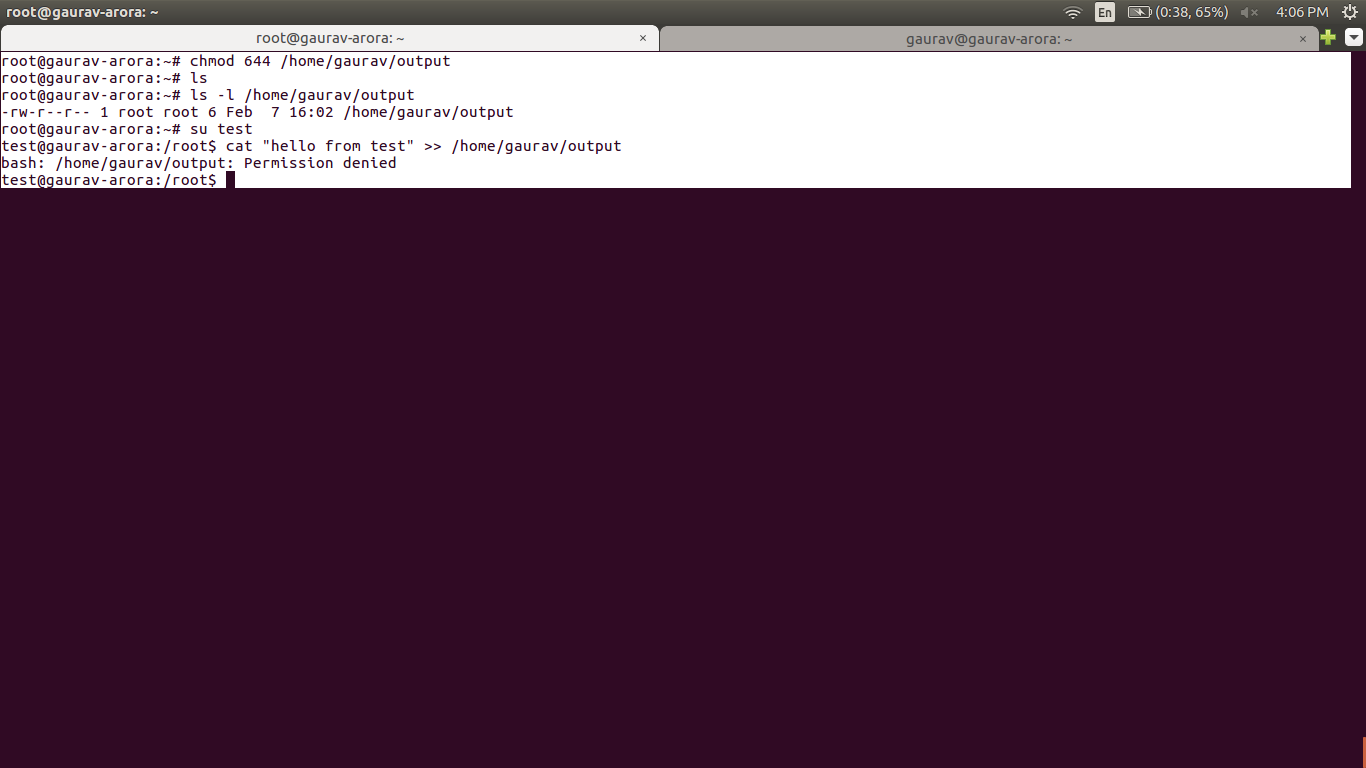 root@gaurav-arora: ~
En (0:38, 65%) 4:06 PM
root@gaurav-arora: ~ × gaurav@gaurav-arora: ~ ×
root@gaurav-arora:~# chmod 644 /home/gaurav/output
root@gaurav-arora:~# ls
root@gaurav-arora:~# ls -l /home/gaurav/output
-rw-r--r-- 1 root root 6 Feb  7 16:02 /home/gaurav/output
root@gaurav-arora:~# su test
test@gaurav-arora:/root$ cat "hello from test" >> /home/gaurav/output
bash: /home/gaurav/output: Permission denied
test@gaurav-arora:/root$